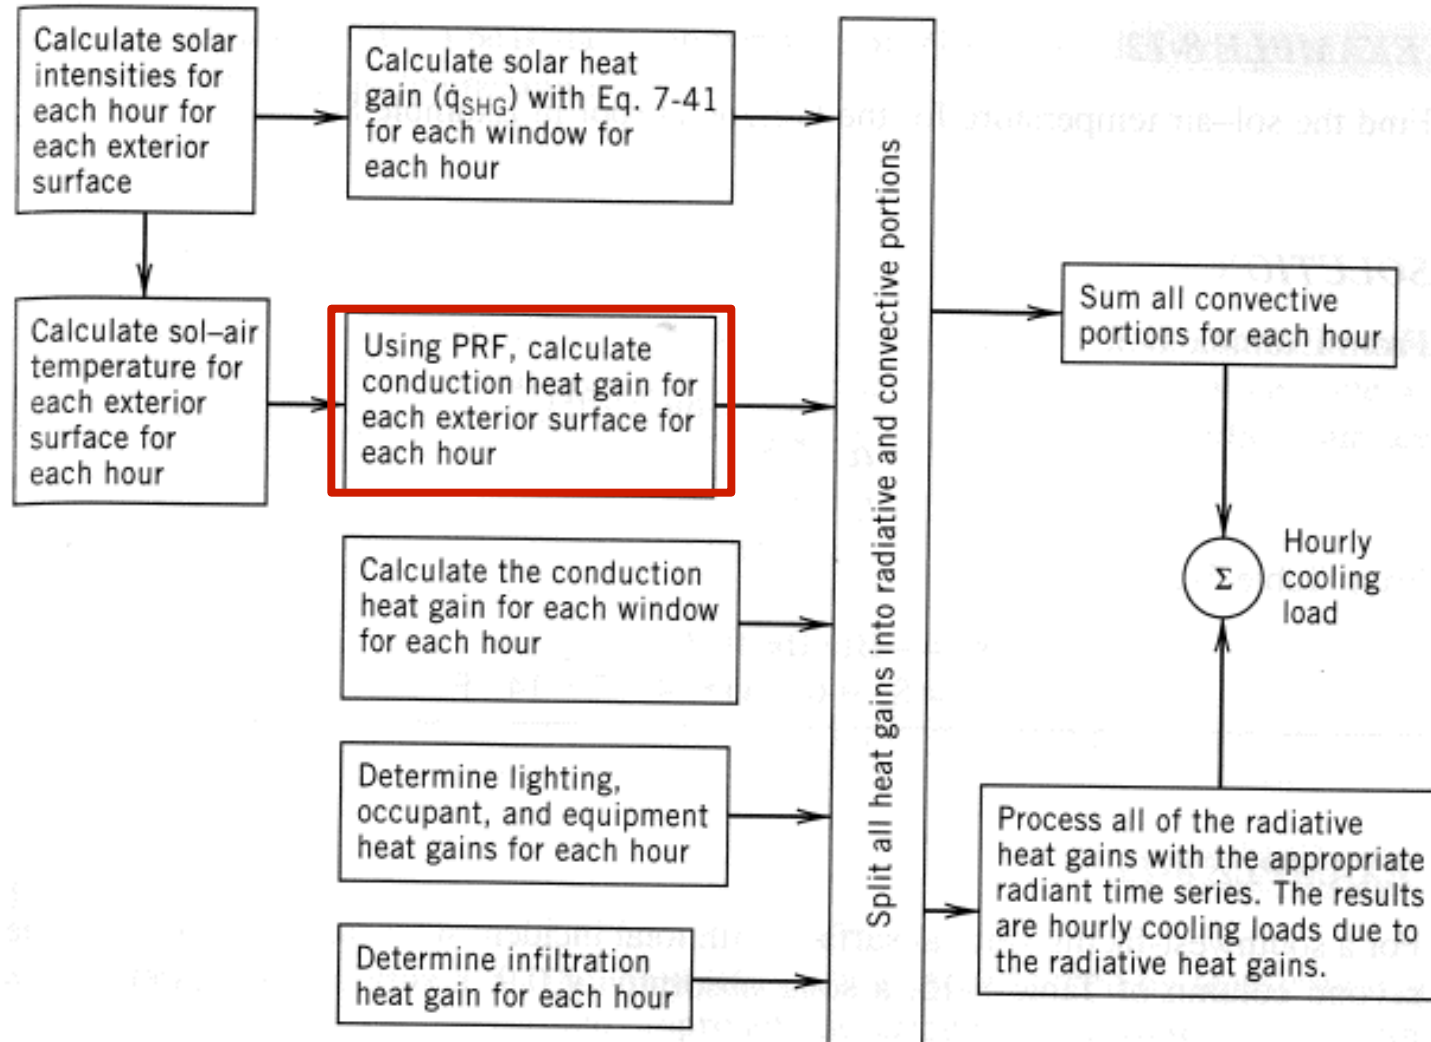 Calculate solar
intensities for
each hour for
each exterior
surface
Calculate solar heat
gain (q̇SHG) with Eq. 7-41
for each window for
each hour
Calculate sol–air
temperature for
each exterior
surface for
each hour
Using PRF, calculate
conduction heat gain for
each exterior surface for
each hour
Calculate the conduction
heat gain for each window
for each hour
Determine lighting,
occupant, and equipment
heat gains for each hour
Determine infiltration
heat gain for each hour
Split all heat gains into radiative and convective portions
Sum all convective
portions for each hour
Σ
Hourly
cooling
load
Process all of the radiative
heat gains with the appropriate
radiant time series. The results
are hourly cooling loads due to
the radiative heat gains.